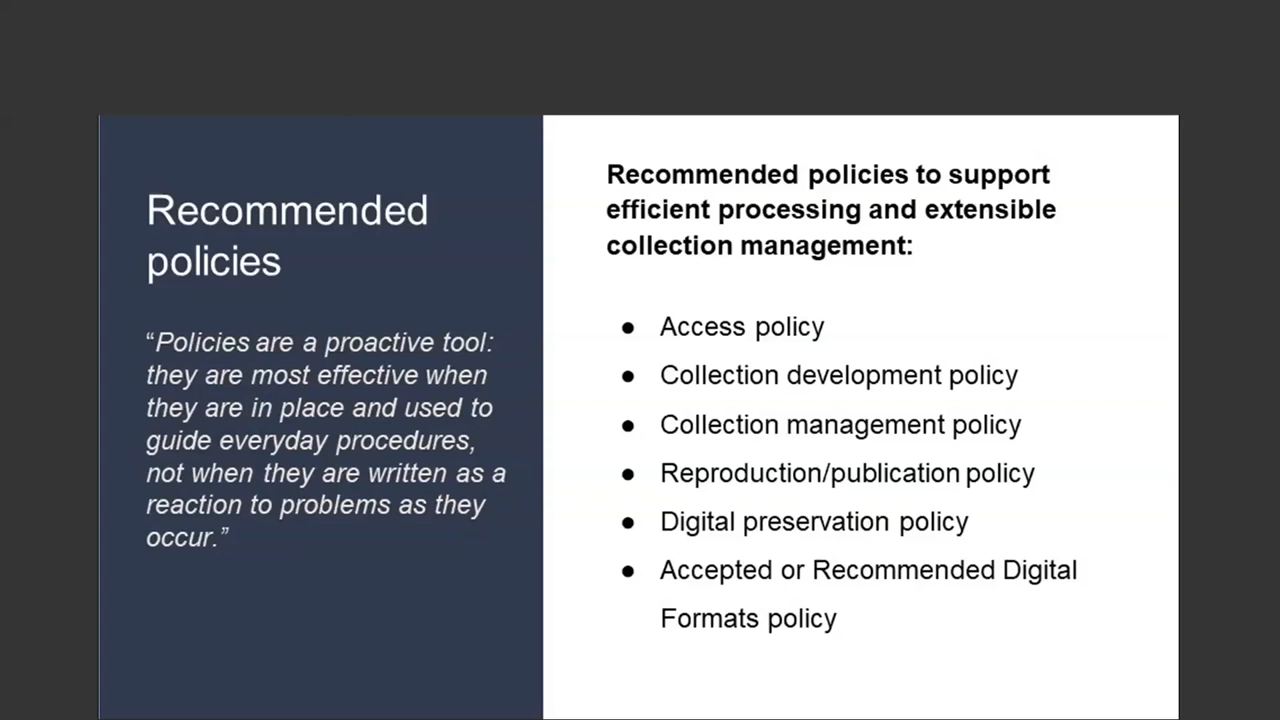 Recommended
policies
“Policies are a proactive tool:
they are most effective when
they are in place and used to
guide everyday procedures,
not when they are written as a
reaction to problems as they
occur.”
Recommended policies to support
efficient processing and extensible
collection management:
● Access policy
● Collection development policy
● Collection management policy
● Reproduction/publication policy
● Digital preservation policy
● Accepted or Recommended Digital
Formats policy